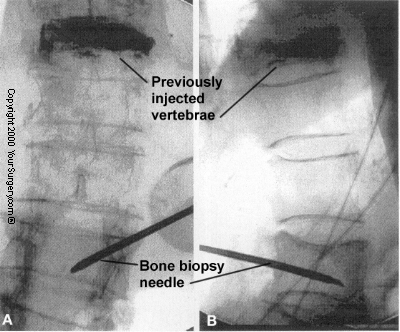 Previously
injected
vertebrae
Bone biopsy
needle
A
B
Copyright 2000 YourSurgery.com ®